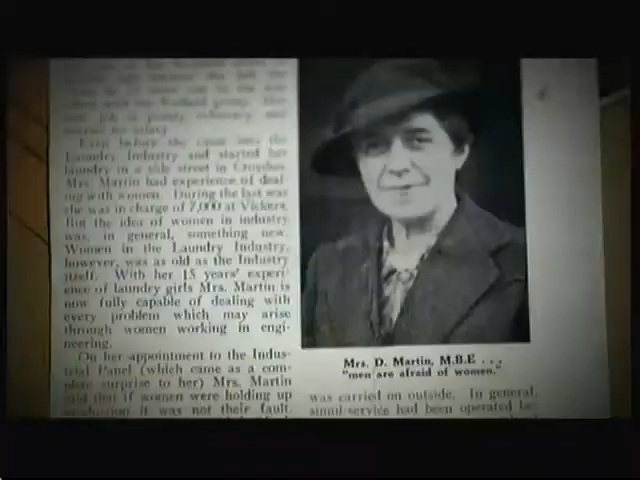 Even before she came into the
Laundry Industry and started her
laundry in a side street in Croydon
Mrs. Martin had experience of deal-
ing with women. During the last war
she was in charge of 7,000 at Vickers.
But the idea of women in industry
was, in general, something new.
Women in the Laundry Industry,
however, was as old as the Industry
itself. With her 15 years' experi-
ence of laundry girls Mrs. Martin is
now fully capable of dealing with
every problem which may arise
through women working in engi-
neering.
On her appointment to the Indus-
trial Panel (which came as a com-
plete surprise to her) Mrs. Martin
said that if women were holding up
production it was not their fault.
Mrs. D. Martin, M.B.E . . .
"men are afraid of women."
was carried on outside. In general,
simul service had been operated be-